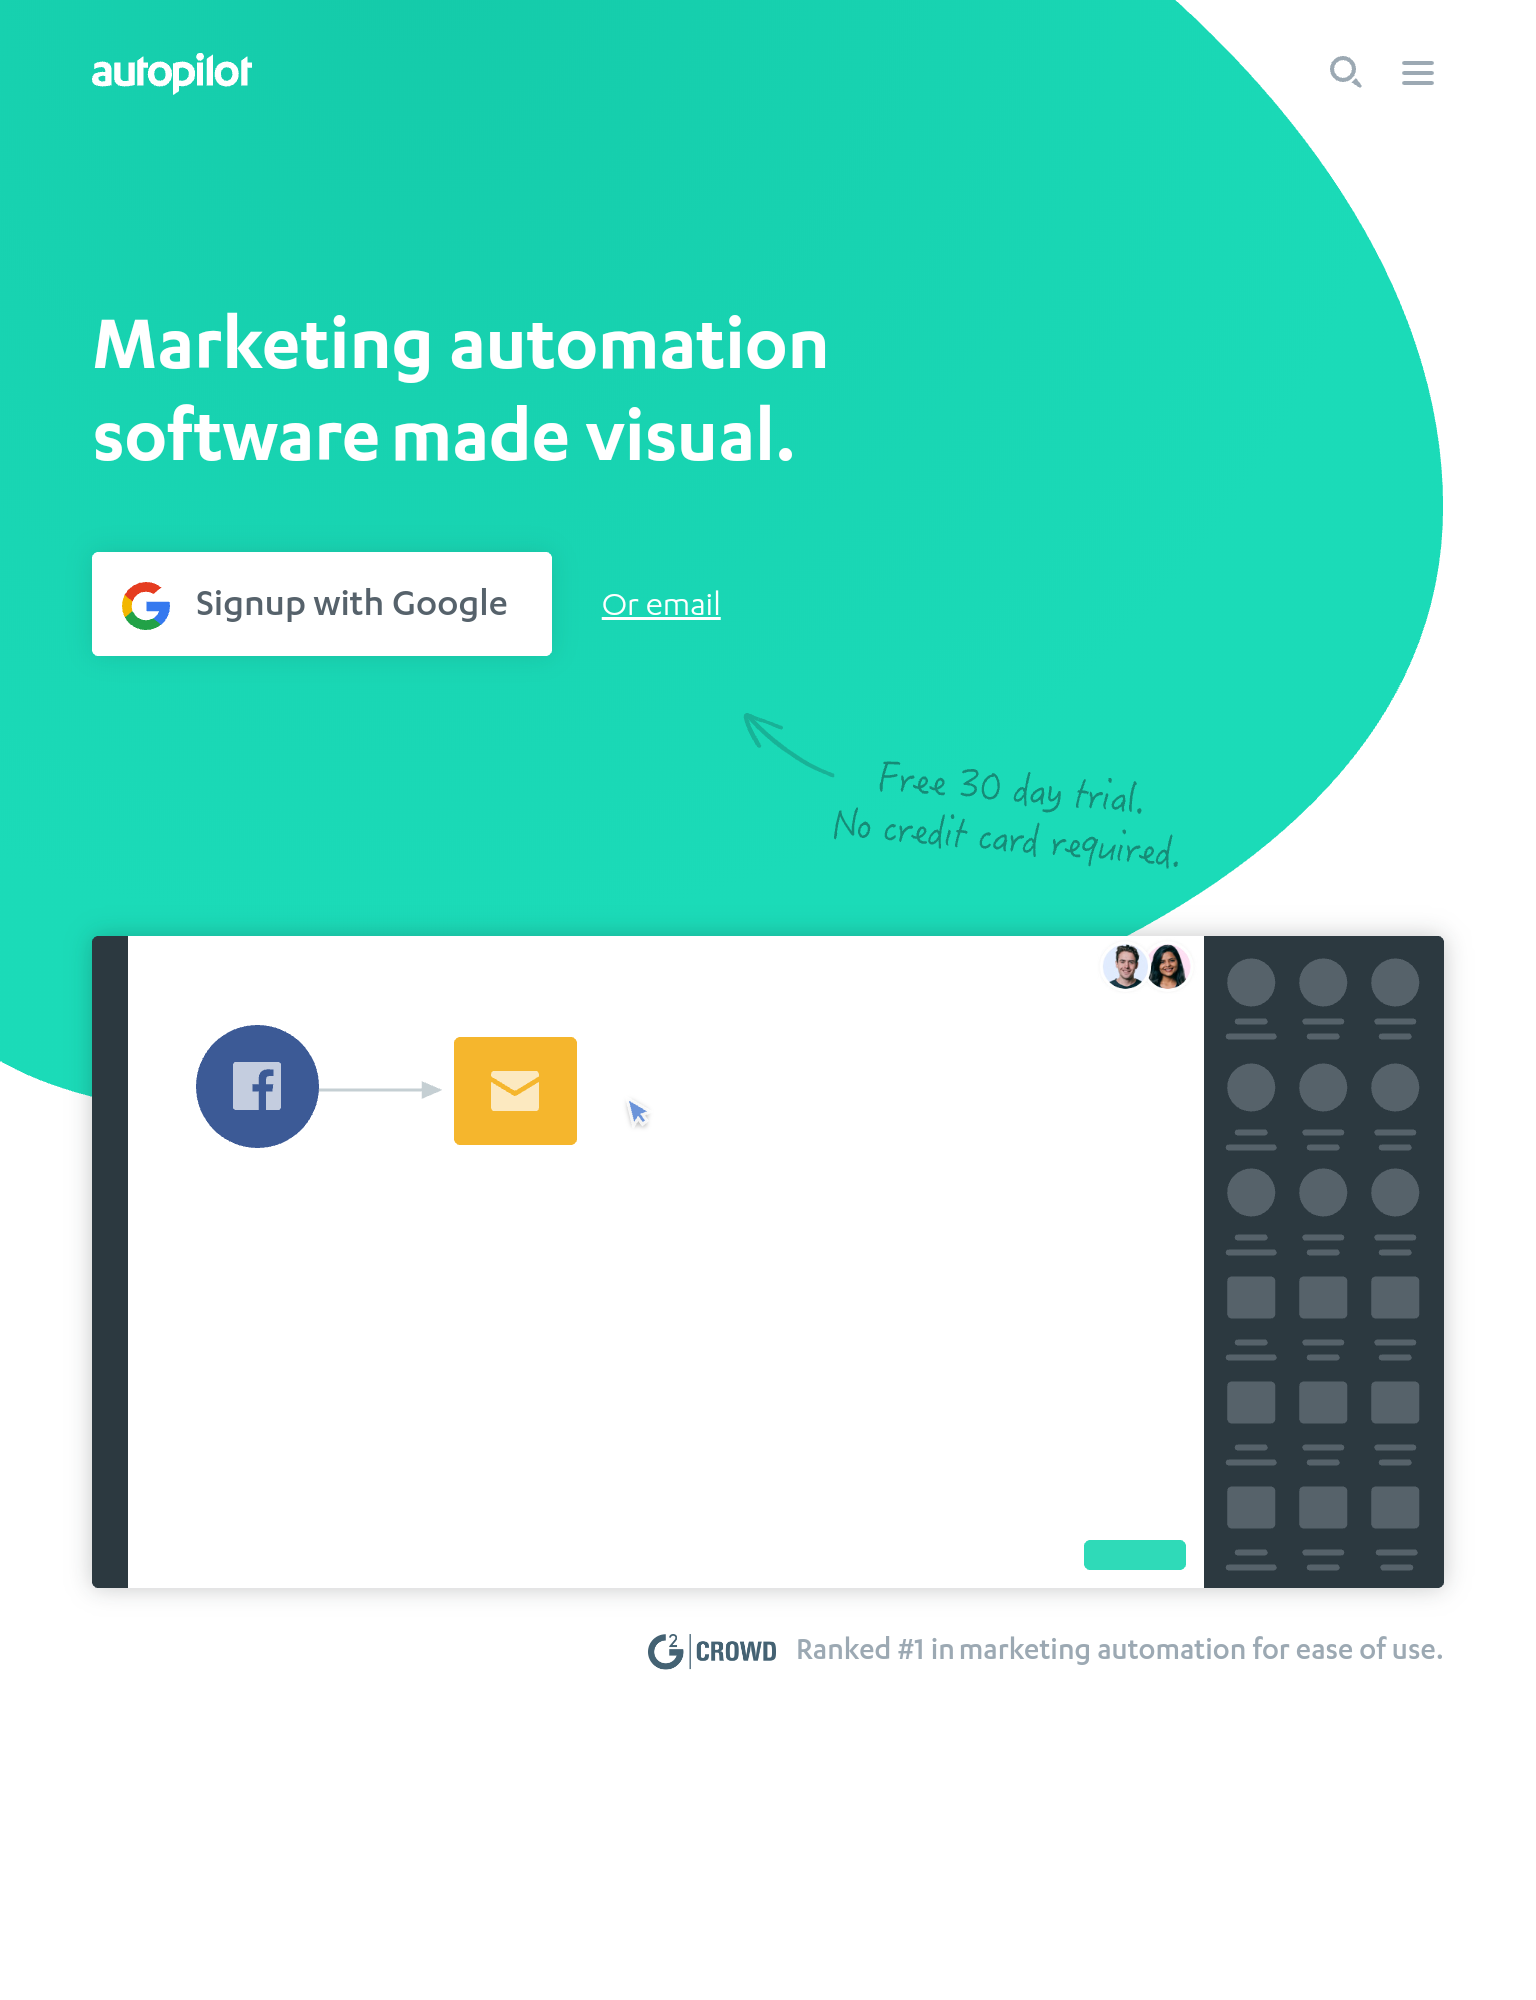 autopilot
Marketing automation
software made visual.
Signup with Google
Or email
Free 30 day trial.
No credit card required.
G2 | CROWD Ranked #1 in marketing automation for ease of use.